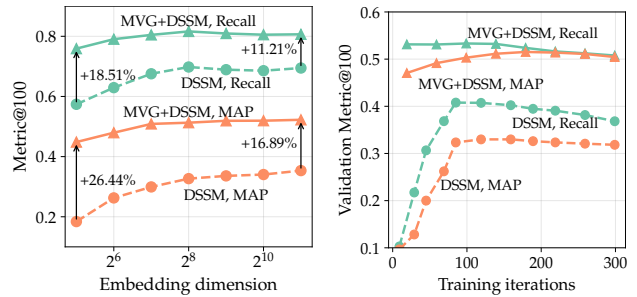 Metric@100
0.8
0.6
0.4
0.2
MVG+DSSM, Recall
+11.21%
+18.51%
DSSM, Recall
MVG+DSSM, MAP
+16.89%
+26.44%
DSSM, MAP
2^6
2^8
2^10
Embedding dimension
Validation Metric@100
0.6
0.5
0.4
0.3
0.2
0.1
MVG+DSSM, Recall
MVG+DSSM, MAP
DSSM, Recall
DSSM, MAP
0
100
200
300
Training iterations